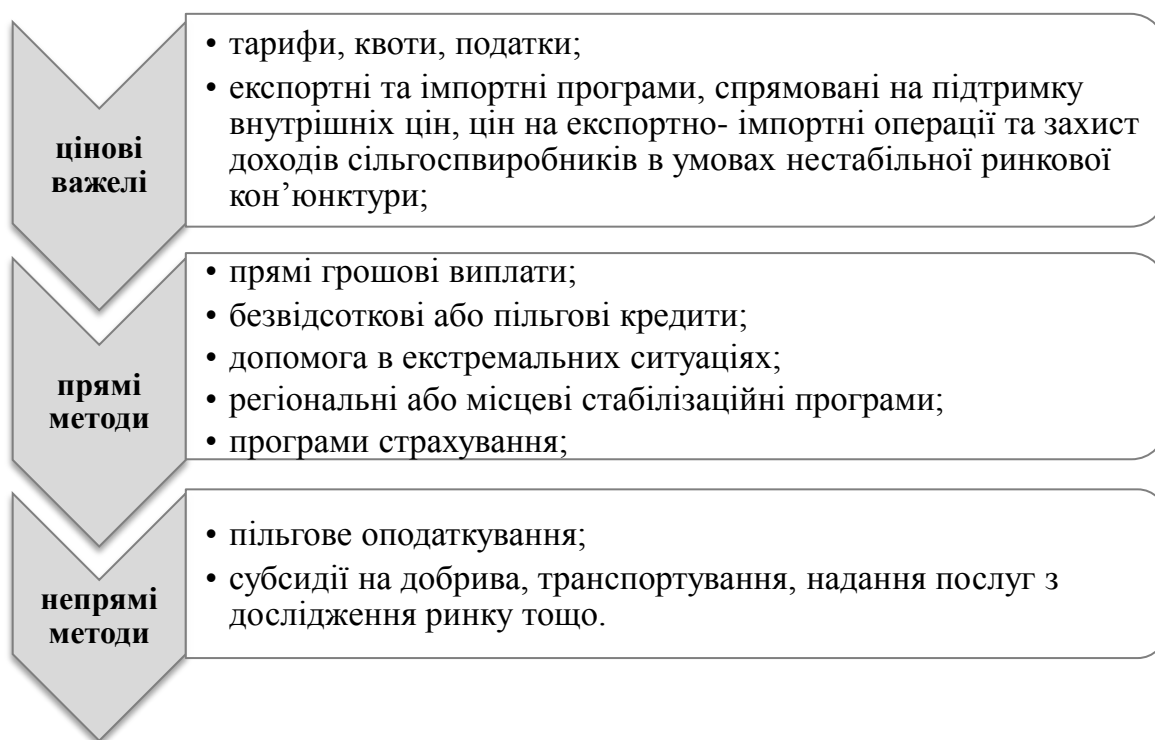 цінові
важелі
• тарифи, квоти, податки;
• експортні та імпортні програми, спрямовані на підтримку
внутрішніх цін, цін на експортно- імпортні операції та захист
доходів сільгоспвиробників в умовах нестабільної ринкової
кон’юнктури;
прямі
методи
• прямі грошові виплати;
• безвідсоткові або пільгові кредити;
• допомога в екстремальних ситуаціях;
• регіональні або місцеві стабілізаційні програми;
• програми страхування;
непрямі
методи
• пільгове оподаткування;
• субсидії на добрива, транспортування, надання послуг з
дослідження ринку тощо.